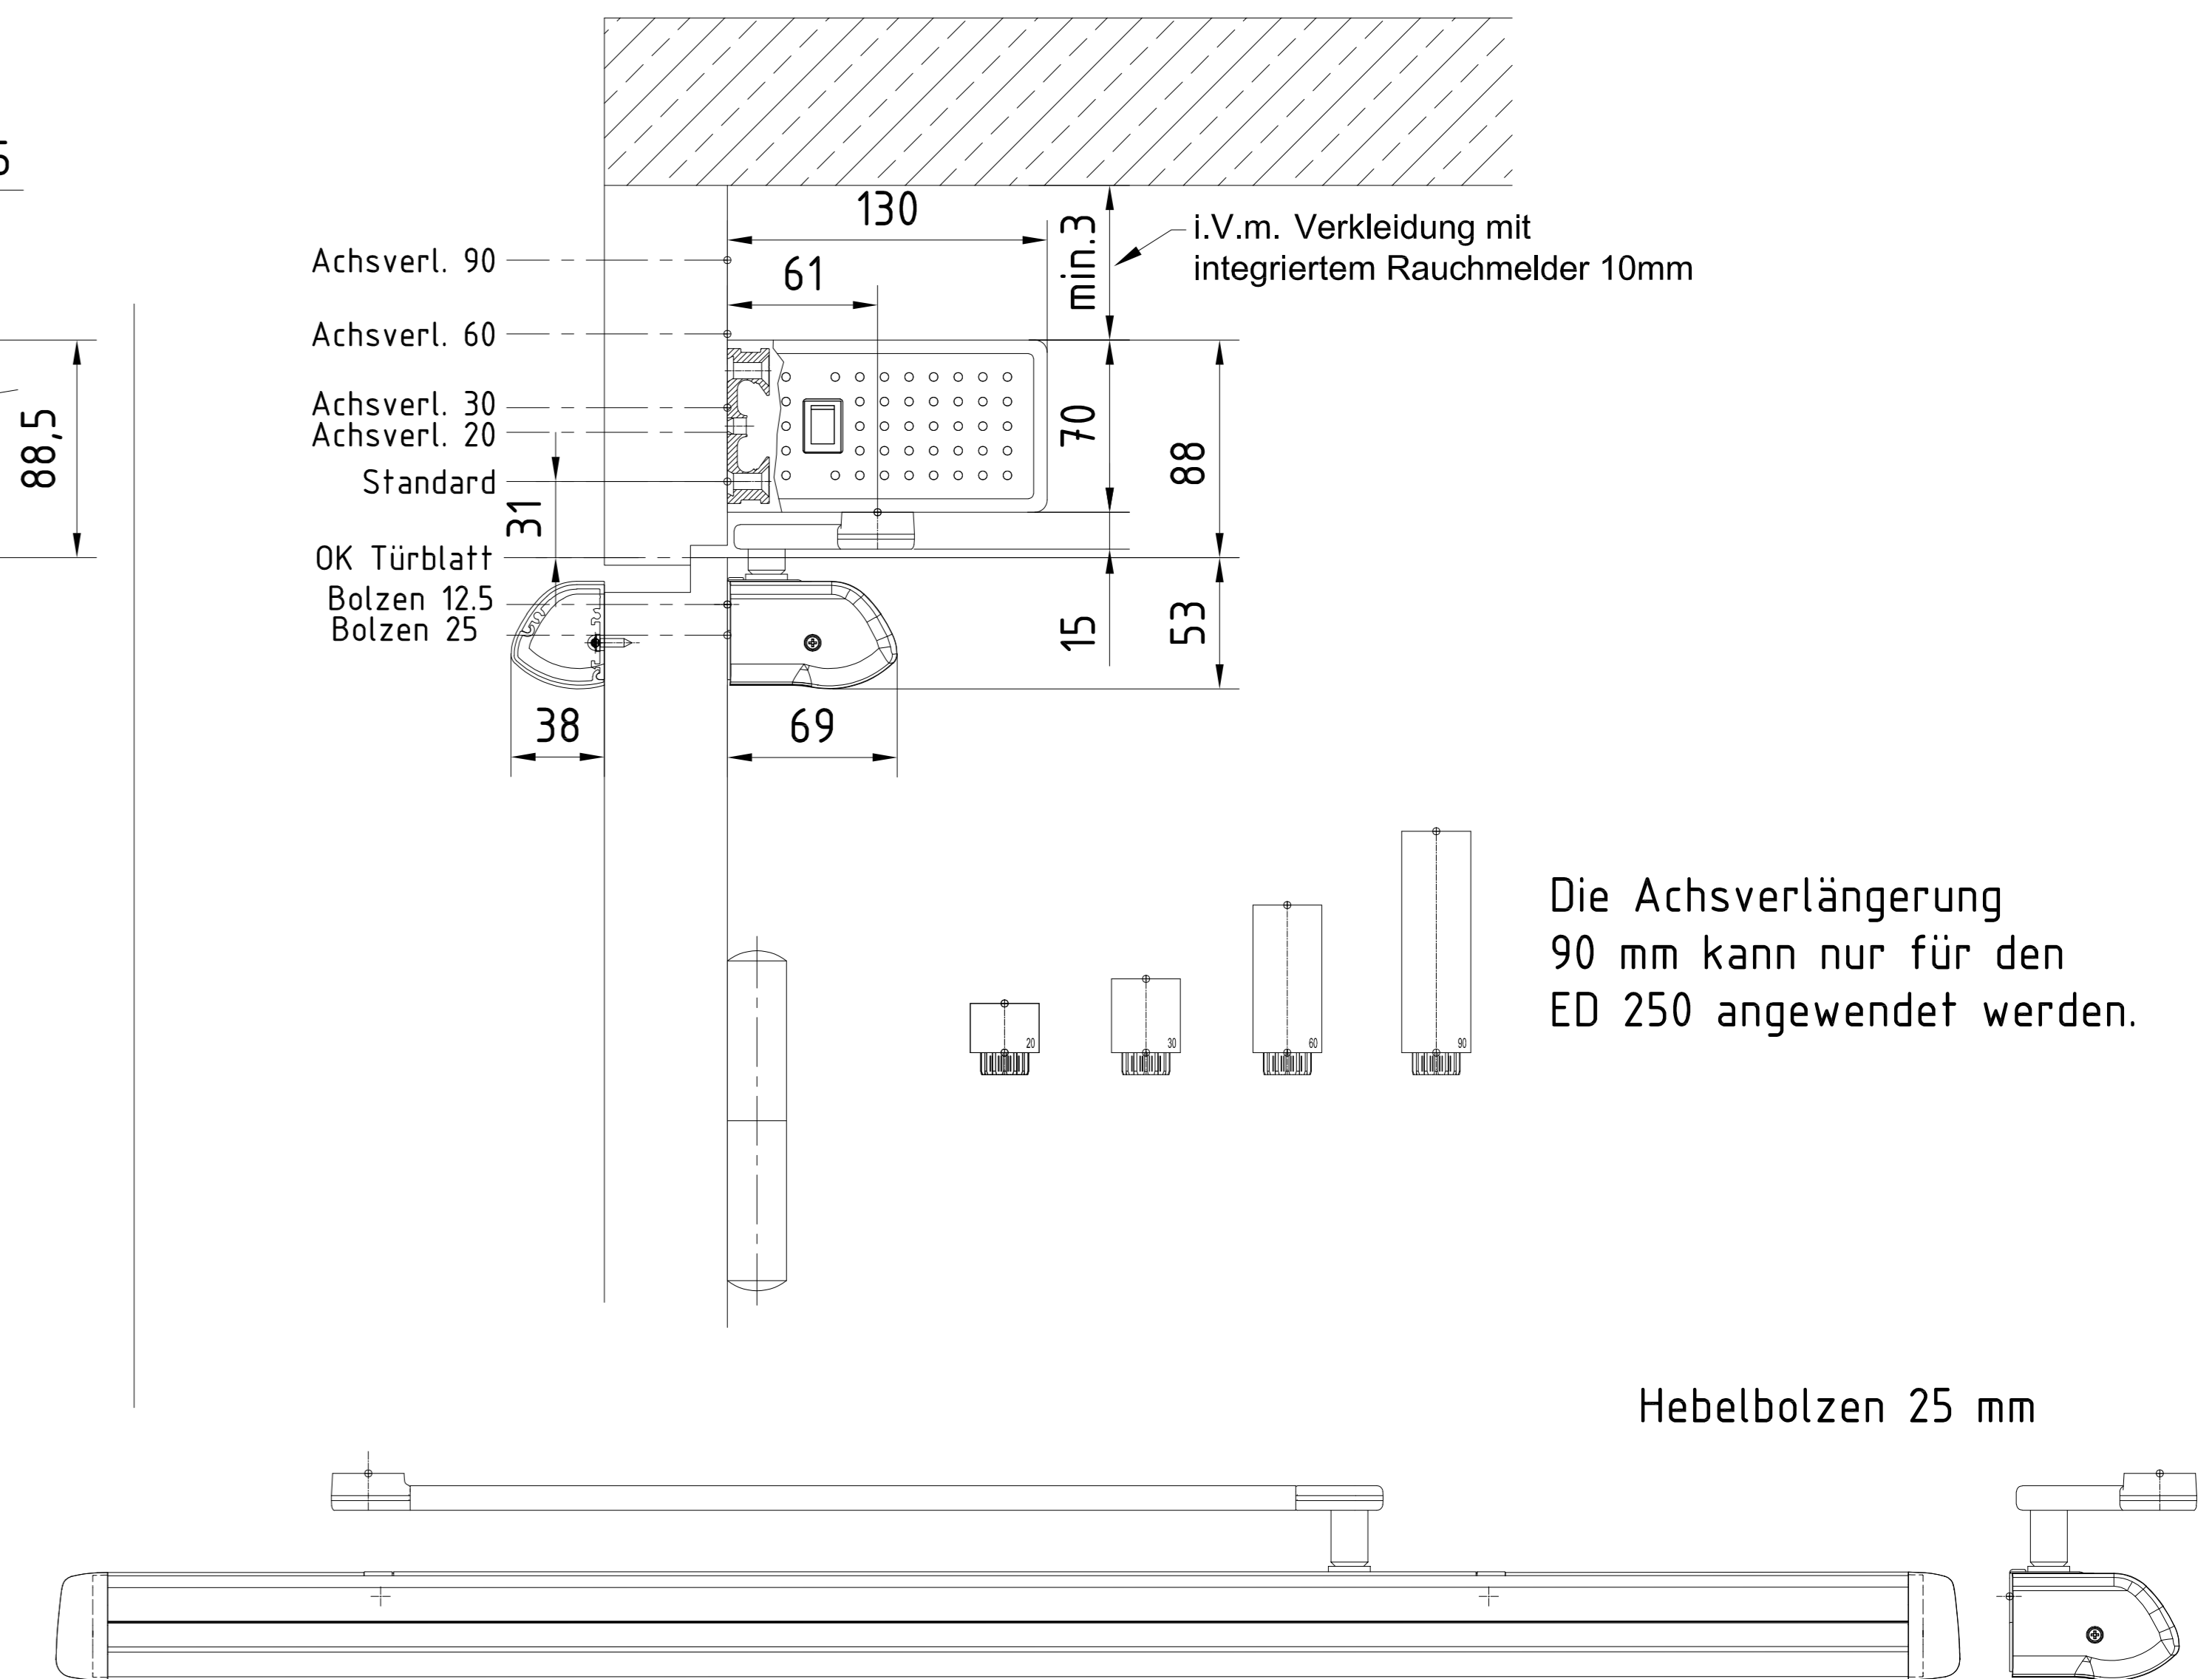 5
130
i.V.m. Verkleidung mit
integriertem Rauchmelder 10mm
min.3
Achsverl. 90
61
Achsverl. 60
Achsverl. 30
Achsverl. 20
88,5
70
88
Standard
31
OK Türblatt
Bolzen 12.5
Bolzen 25
15
53
38
69
Die Achsverlängerung
90 mm kann nur für den
ED 250 angewendet werden.
20
30
60
90
Hebelbolzen 25 mm